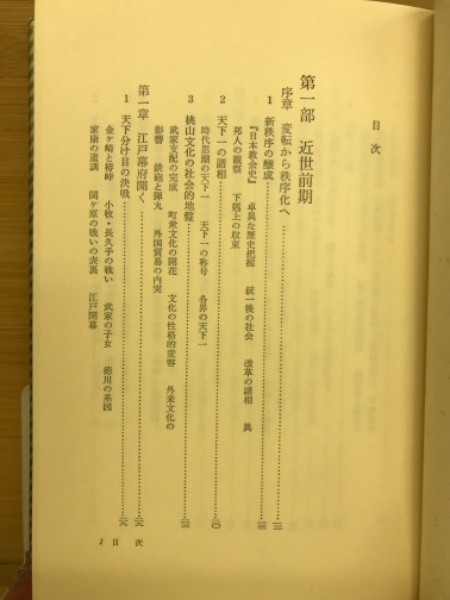 目次
第一部 近世前期
序章 変転から秩序化へ
1 新秩序の醸成
『日本教会史』 卓異な歴史把握 統一後の社会 改革の諸相 異
邦人の観察 下剋上の収束
2 天下一の諸相
時代思潮の天下一 天下一の称号 各界の天下一
3 桃山文化の社会的地盤
武家支配の完成 町衆文化の開花 文化の性格的変容 外来文化の
影響 鉄砲と弾丸 外国貿易の内実
第一章 江戸幕府開く
1 天下分け目の決戦
金ヶ崎と椿峠 小牧・長久手の戦い 武家の子女 徳川の系図
家康の遺訓 関ヶ原の戦いの表裏 江戸開幕
1 目次